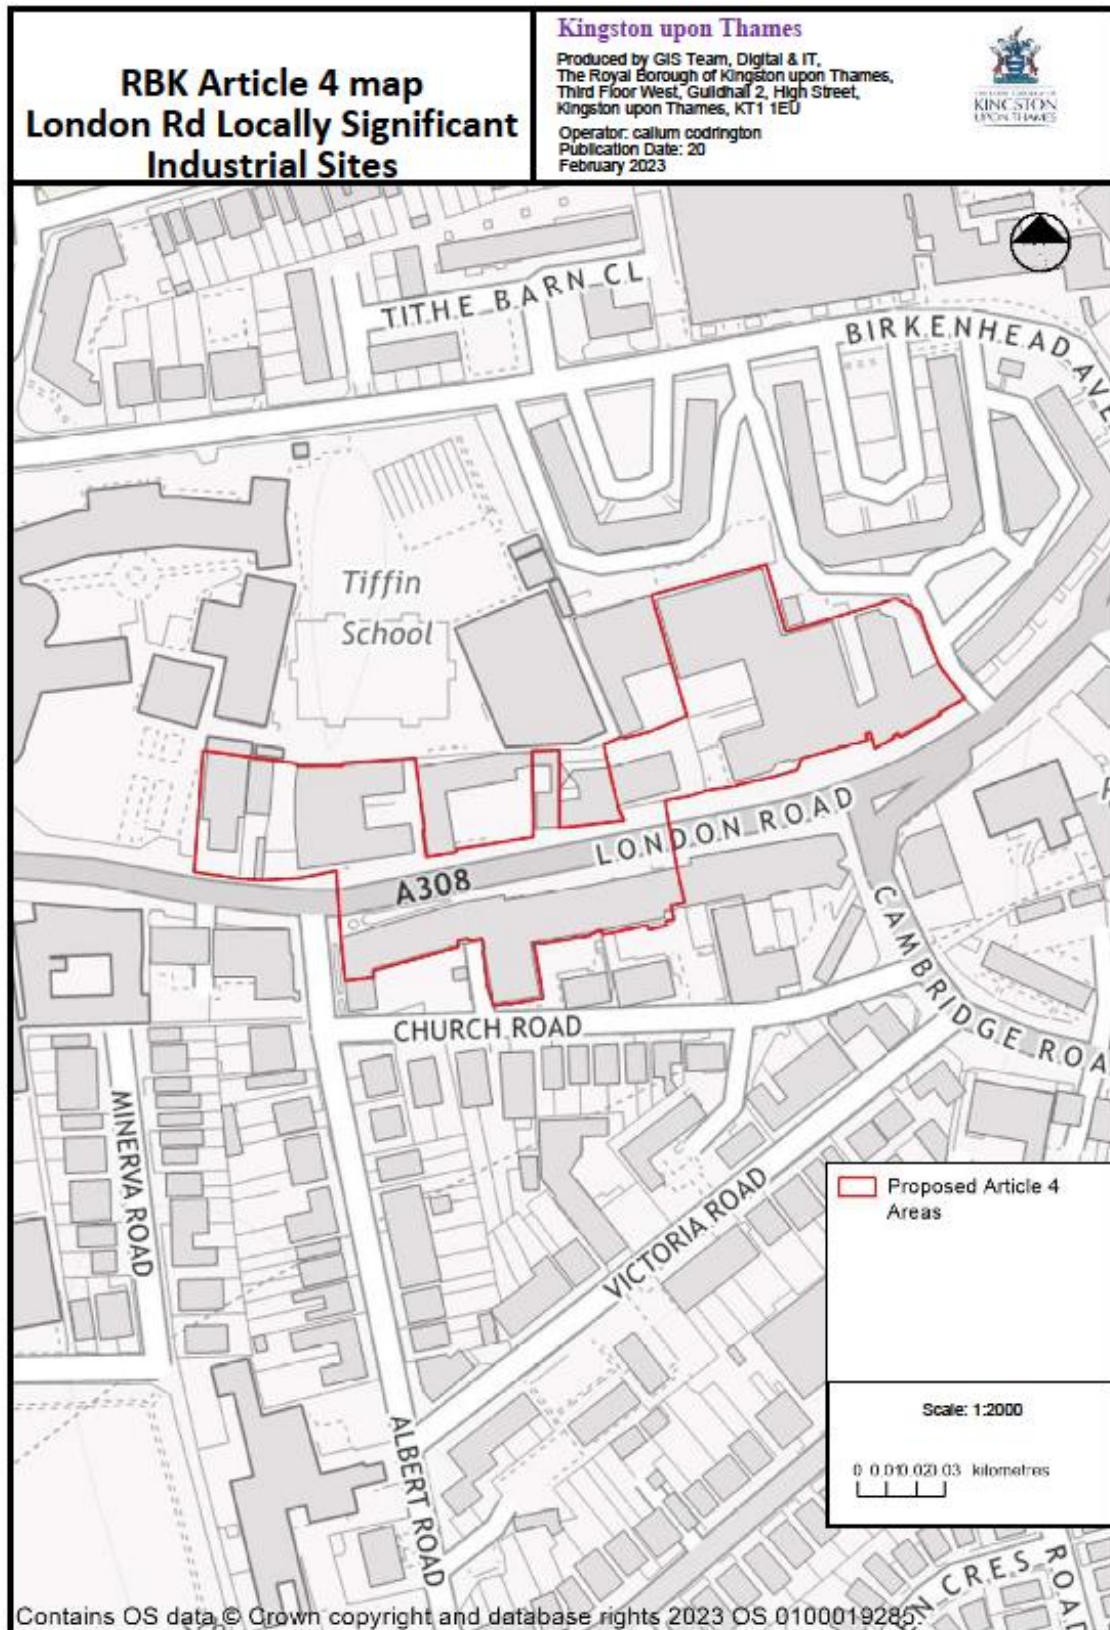 RBK Article 4 map
London Rd Locally Significant
Industrial Sites
Kingston upon Thames
Produced by GIS Team, Digital & IT,
The Royal Borough of Kingston upon Thames,
Third Floor West, Guildhall 2, High Street,
Kingston upon Thames, KT1 1EU
Operator: callum codrington
Publication Date: 20
February 2023
KINGSTON
UPON THAMES
TITHE BARN CL
BIRKENHEAD AVE
Tiffin
School
LONDON ROAD
A308
CAMBRIDGE ROA
CHURCH ROAD
MINERVA ROAD
VICTORIA ROAD
ALBERT ROAD
Proposed Article 4
Areas
Scale: 1:2000
0 0.010.020.03 kilometres
CRES
ROAD
Contains OS data © Crown copyright and database rights 2023 OS 0100019285.